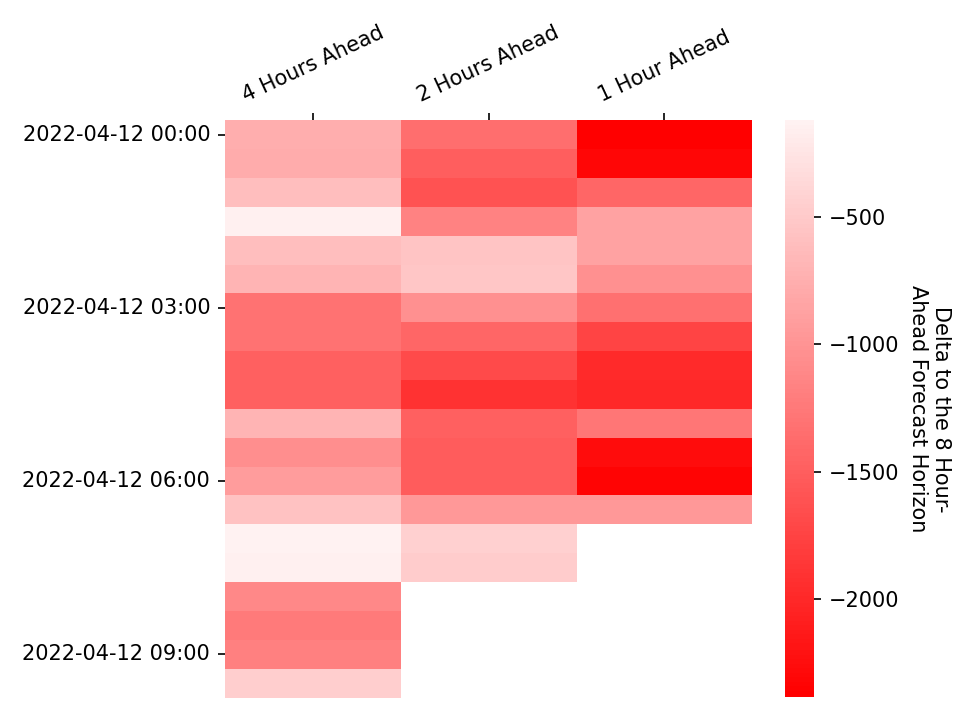 4 Hours Ahead
2 Hours Ahead
1 Hour Ahead
2022-04-12 00:00
2022-04-12 03:00
2022-04-12 06:00
2022-04-12 09:00
−500
−1000
−1500
−2000
Delta to the 8 Hour-
Ahead Forecast Horizon